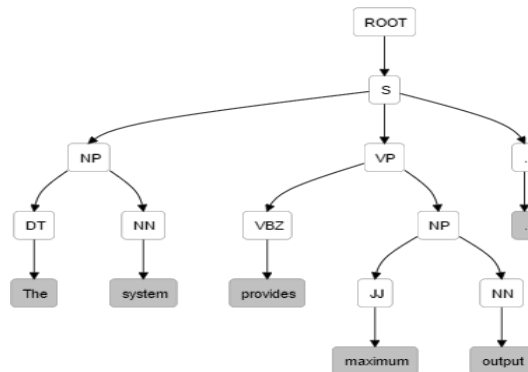 ROOT
S
NP VP .
DT NN VBZ NP .
The system provides JJ NN
maximum output